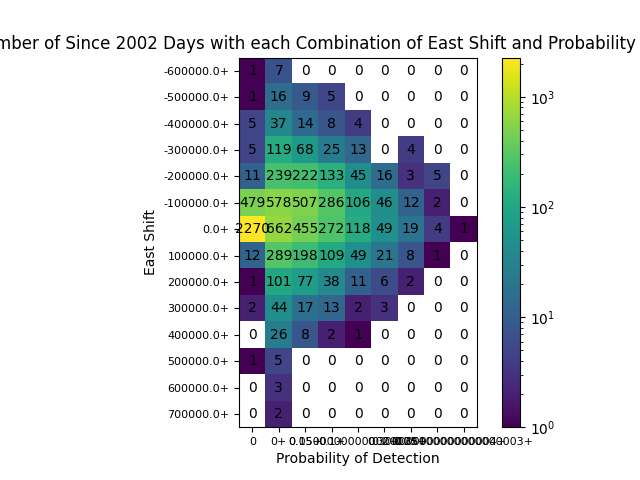 mber of Since 2002 Days with each Combination of East Shift and Probability
East Shift
-600000.0+ 1 7 0 0 0 0 0 0 0
-500000.0+ 1 16 9 5 0 0 0 0 0
-400000.0+ 5 37 14 8 4 0 0 0 0
-300000.0+ 5 119 68 25 13 0 4 0 0
-200000.0+ 11 239 222 133 45 16 3 5 0
-100000.0+ 479 578 507 286 106 46 12 2 0
0.0+ 2270 662 455 272 118 49 19 4 1
100000.0+ 12 289 198 109 49 21 8 1 0
200000.0+ 1 101 77 38 11 6 2 0 0
300000.0+ 2 44 17 13 2 3 0 0 0
400000.0+ 0 26 8 2 1 0 0 0 0
500000.0+ 1 5 0 0 0 0 0 0 0
600000.0+ 0 3 0 0 0 0 0 0 0
700000.0+ 0 2 0 0 0 0 0 0 0
0 0+
Probability of Detection
10³
10²
10¹
10⁰